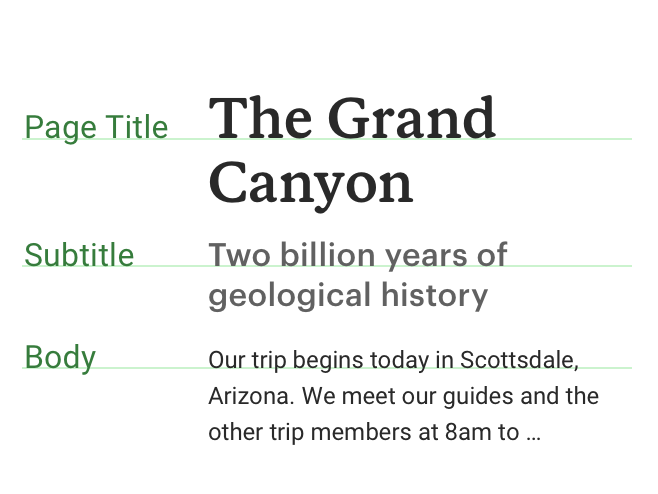 Page Title
The Grand
Canyon
Subtitle
Two billion years of
geological history
Body
Our trip begins today in Scottsdale,
Arizona. We meet our guides and the
other trip members at 8am to …